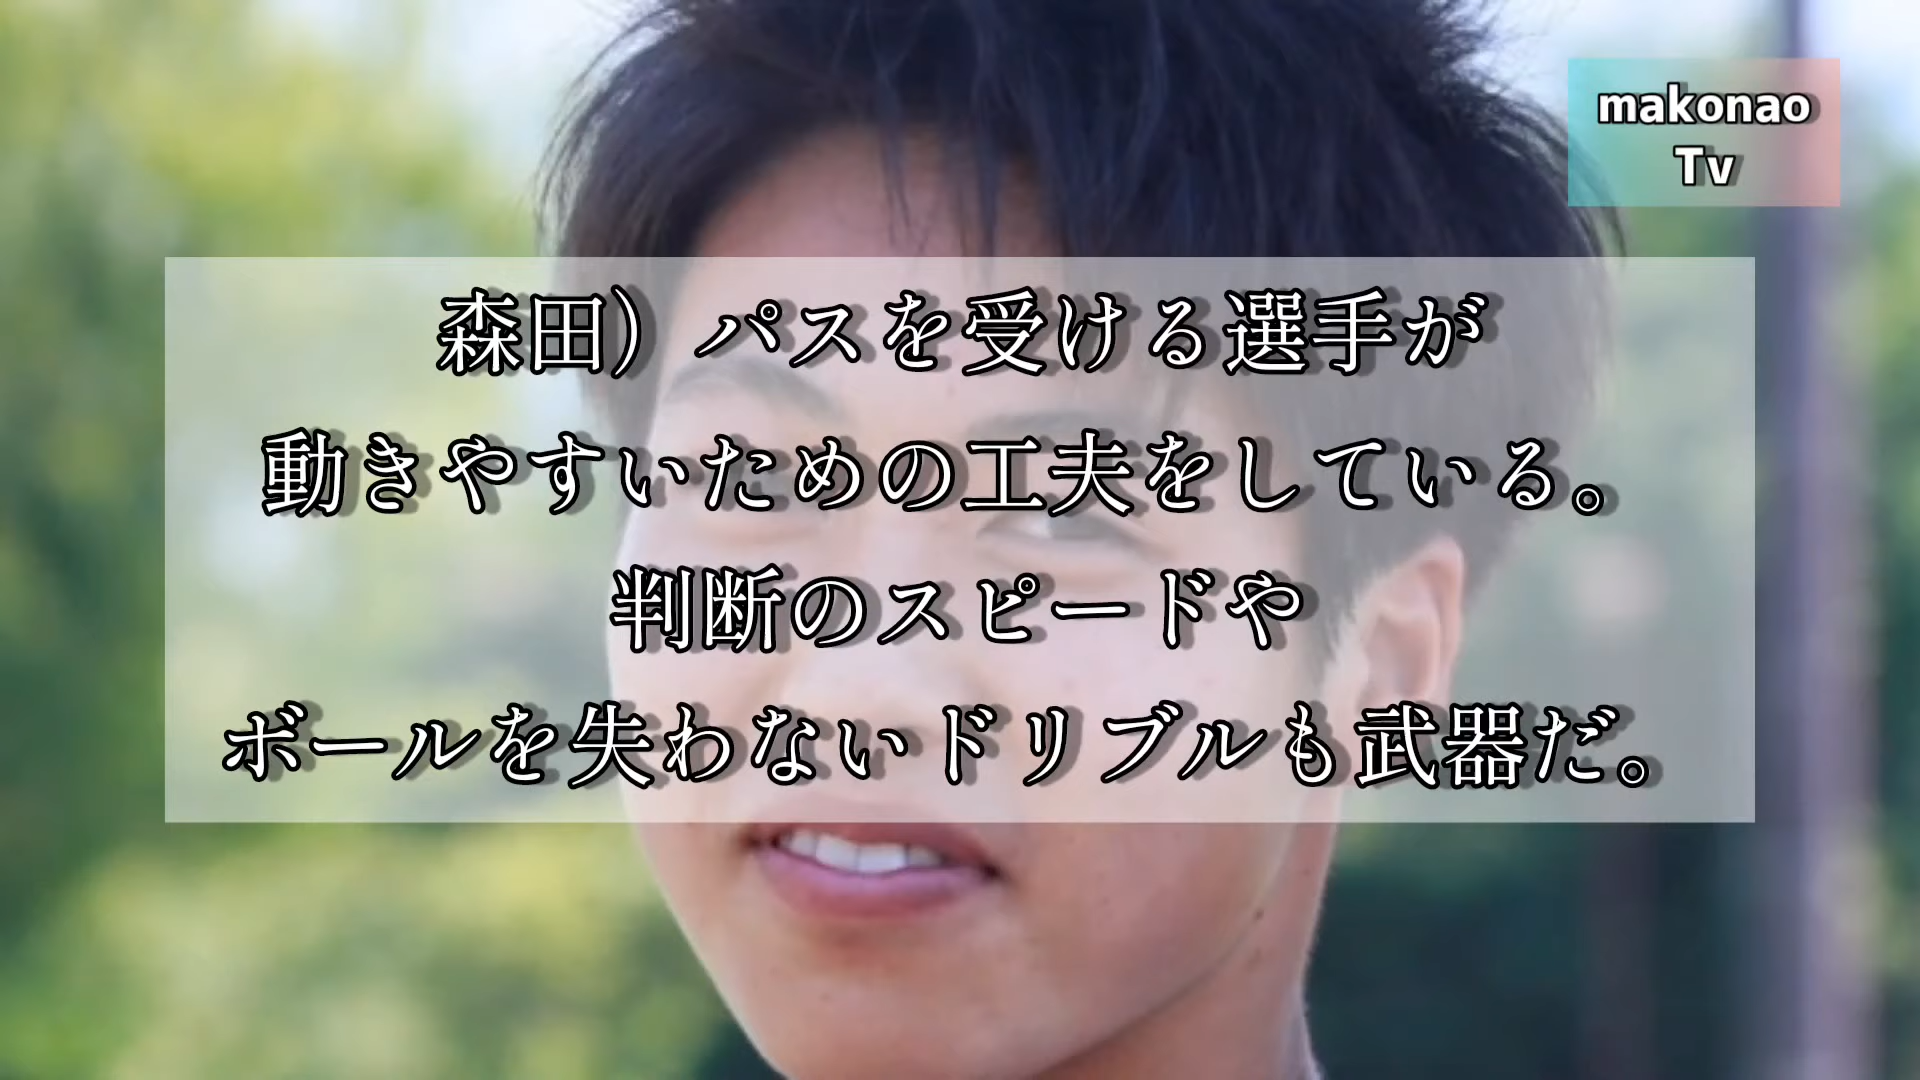 makonao
Tv
森田）パスを受ける選手が
動きやすいための工夫をしている。
判断のスピードや
ボールを失わないドリブルも武器だ。